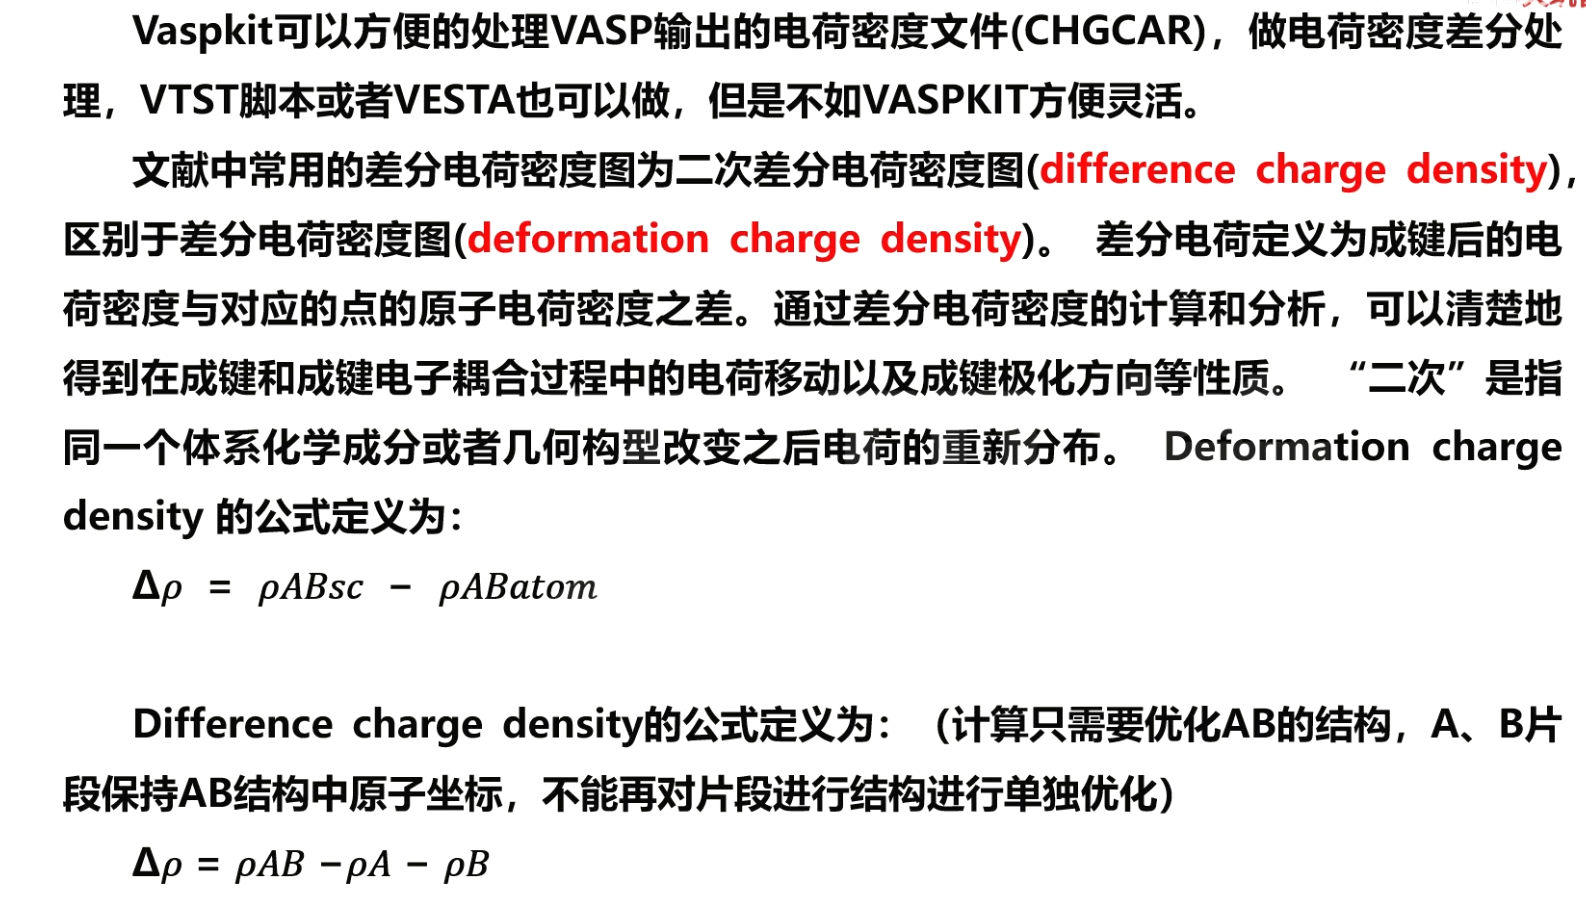 Vaspkit可以方便的处理VASP输出的电荷密度文件(CHGCAR)，做电荷密度差分处
理，VTST脚本或者VESTA也可以做，但是不如VASPKIT方便灵活。
文献中常用的差分电荷密度图为二次差分电荷密度图(difference charge density)，
区别于差分电荷密度图(deformation charge density)。 差分电荷定义为成键后的电
荷密度与对应的点的原子电荷密度之差。通过差分电荷密度的计算和分析，可以清楚地
得到在成键和成键电子耦合过程中的电荷移动以及成键极化方向等性质。 “二次”是指
同一个体系化学成分或者几何构型改变之后电荷的重新分布。 Deformation charge
density 的公式定义为：
Δρ = ρABsc − ρABatom
Difference charge density的公式定义为：（计算只需要优化AB的结构，A、B片
段保持AB结构中原子坐标，不能再对片段进行结构进行单独优化）
Δρ = ρAB −ρA − ρB